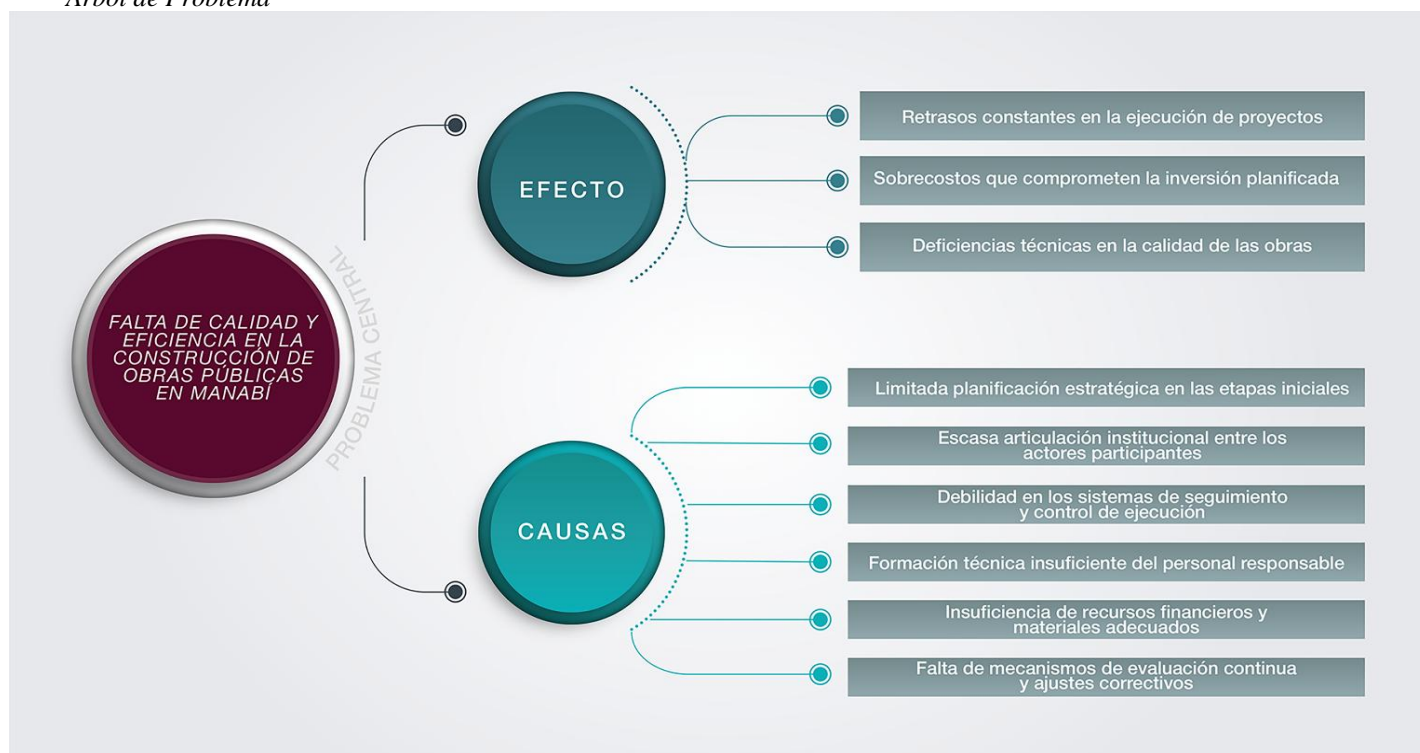 Árbol de Problema
FALTA DE CALIDAD Y
EFICIENCIA EN LA
CONSTRUCCIÓN DE
OBRAS PÚBLICAS
EN MANABÍ
PROBLEMA CENTRAL
EFECTO
Retrasos constantes en la ejecución de proyectos
Sobrecostos que comprometen la inversión planificada
Deficiencias técnicas en la calidad de las obras
CAUSAS
Limitada planificación estratégica en las etapas iniciales
Escasa articulación institucional entre los
actores participantes
Debilidad en los sistemas de seguimiento
y control de ejecución
Formación técnica insuficiente del personal responsable
Insuficiencia de recursos financieros y
materiales adecuados
Falta de mecanismos de evaluación continua
y ajustes correctivos